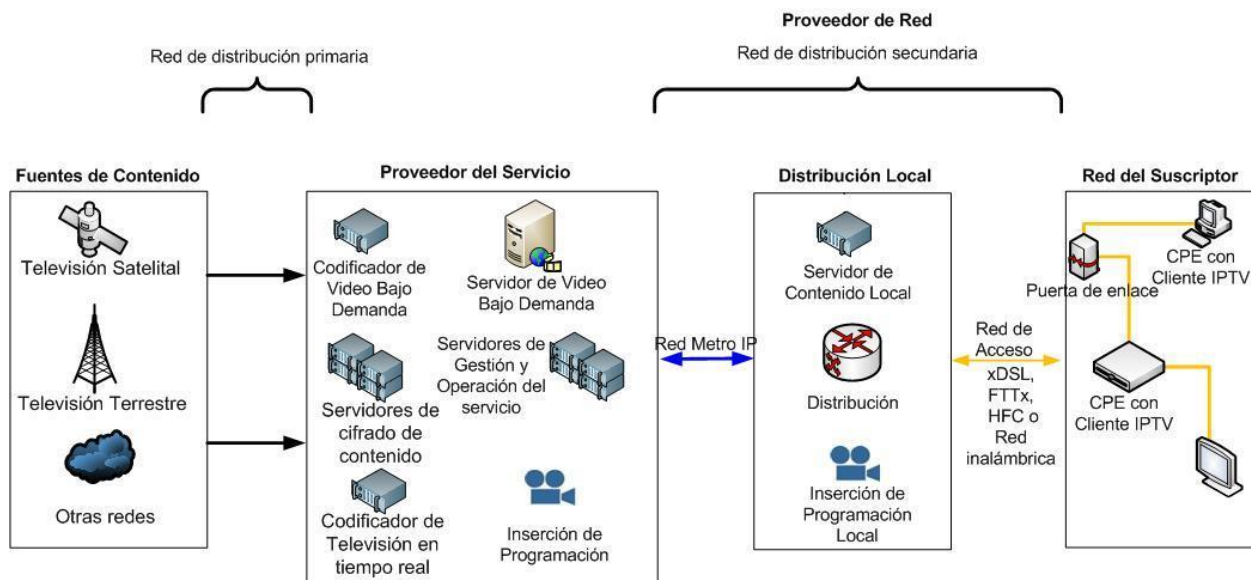 Proveedor de Red
Red de distribución primaria
Red de distribución secundaria
Fuentes de Contenido
Televisión Satelital
Televisión Terrestre
Otras redes
Proveedor del Servicio
Codificador de
Video Bajo
Demanda
Servidor de Video
Bajo Demanda
Servidores de
Gestión y
Operación del
servicio
Servidores de
cifrado de
contenido
Codificador de
Televisión en
tiempo real
Inserción de
Programación
Red Metro IP
Distribución Local
Servidor de
Contenido Local
Distribución
Inserción de
Programación
Local
Red de
Acceso
xDSL,
FTTx,
HFC o
Red
inalámbrica
Red del Suscriptor
CPE con
Cliente IPTV
Puerta de enlace
CPE con
Cliente IPTV